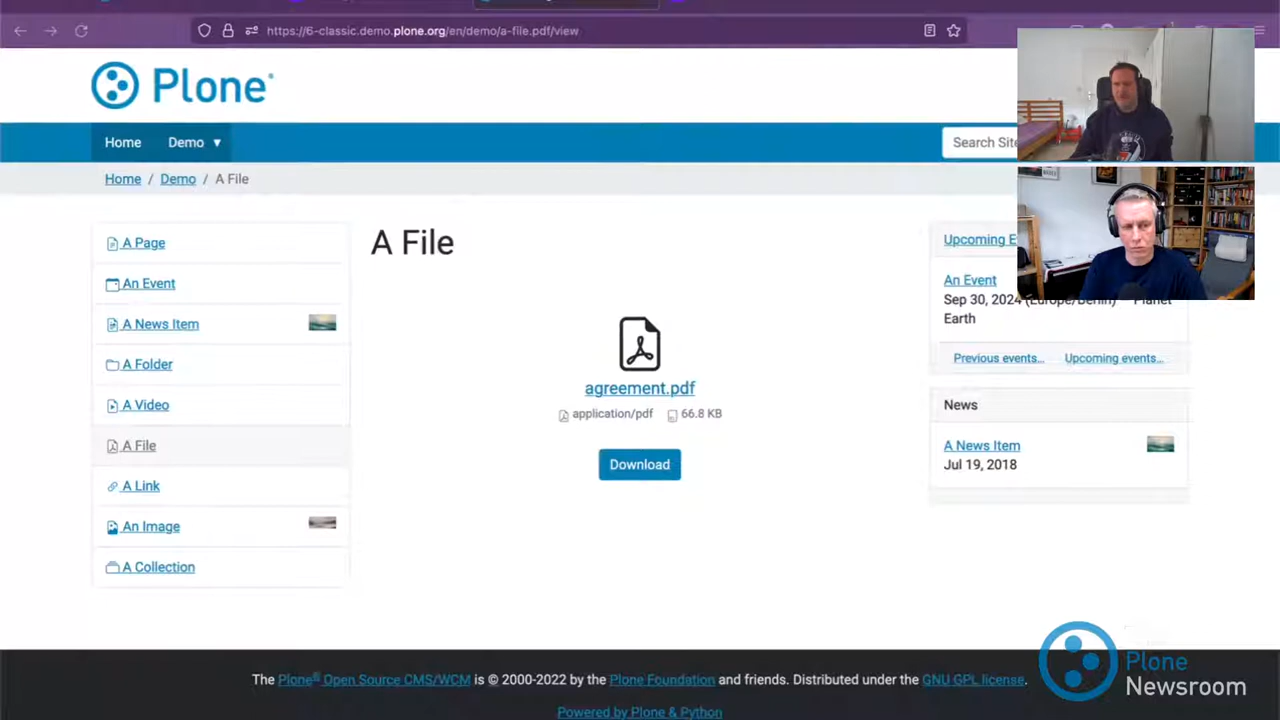 https://6-classic.demo.plone.org/en/demo/a-file.pdf/view
Plone®
Home
Demo ▾
Search Site
Home / Demo / A File
A Page
An Event
A News Item
A Folder
A Video
A File
A Link
An Image
A Collection
A File
agreement.pdf
application/pdf
66.8 KB
Download
Upcoming E
An Event
Sep 30, 2024 (Europe/Berlin) — Planet
Earth
Previous events…
Upcoming events…
News
A News Item
Jul 19, 2018
The Plone® Open Source CMS/WCM is © 2000-2022 by the Plone Foundation and friends. Distributed under the GNU GPL license.
Powered by Plone & Python
Plone
Newsroom